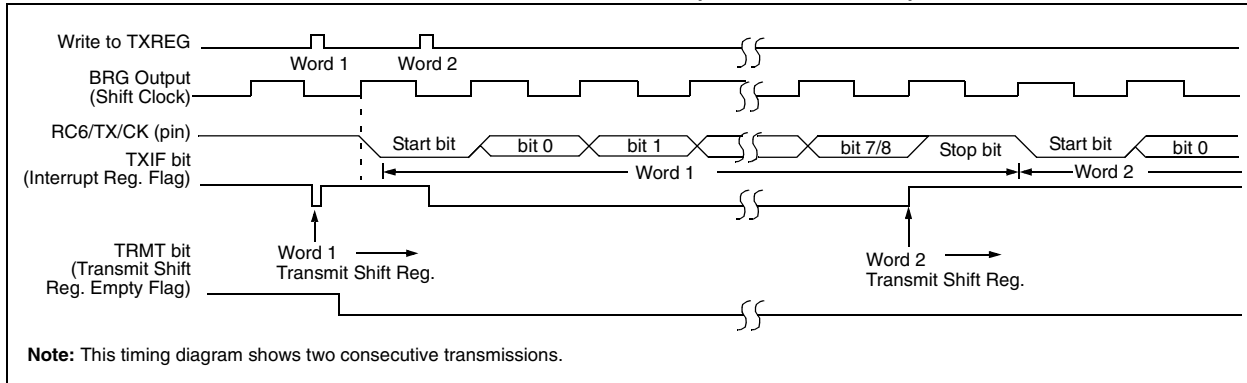 Write to TXREG
Word 1
Word 2
BRG Output
(Shift Clock)
RC6/TX/CK (pin)
Start bit
bit 0
bit 1
bit 7/8
Stop bit
Start bit
bit 0
TXIF bit
(Interrupt Reg. Flag)
Word 1
Word 2
Word 1
Transmit Shift Reg.
Word 2
Transmit Shift Reg.
TRMT bit
(Transmit Shift
Reg. Empty Flag)
Note: This timing diagram shows two consecutive transmissions.